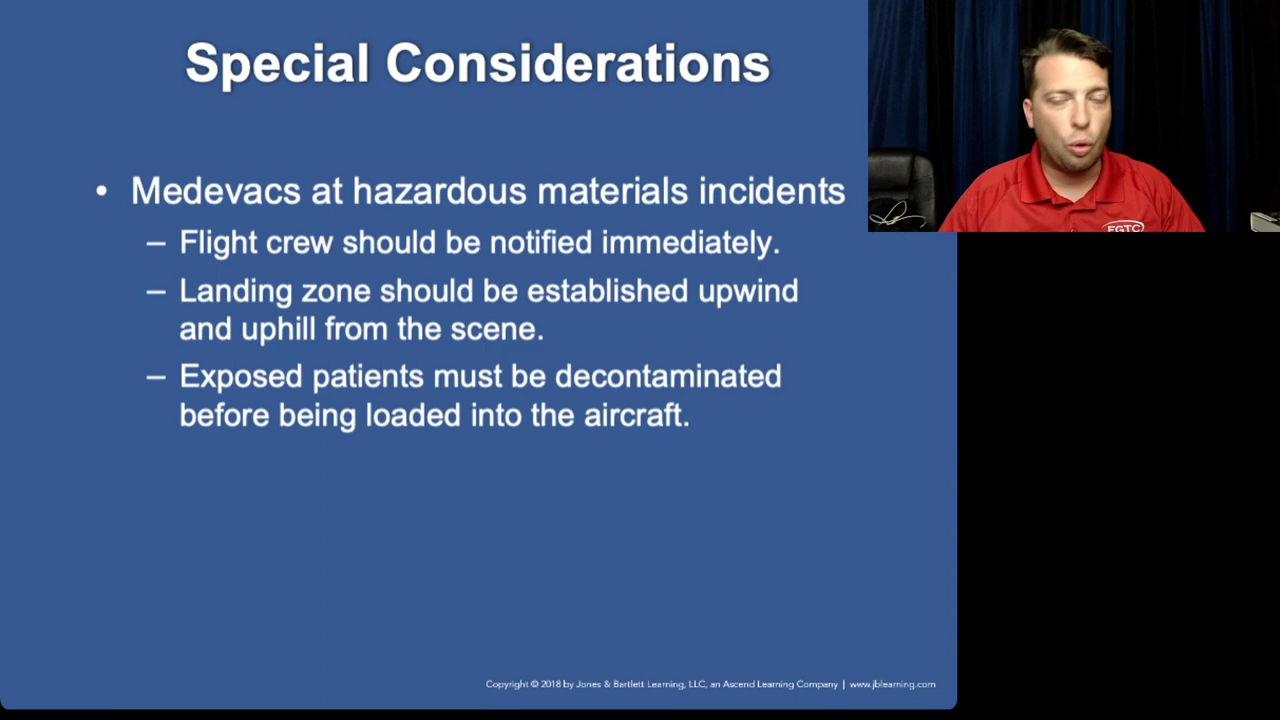 Special Considerations
• Medevacs at hazardous materials incidents
– Flight crew should be notified immediately.
– Landing zone should be established upwind
and uphill from the scene.
– Exposed patients must be decontaminated
before being loaded into the aircraft.
FGTC
Copyright © 2018 by Jones & Bartlett Learning, LLC, an Ascend Learning Company | www.jblearning.com